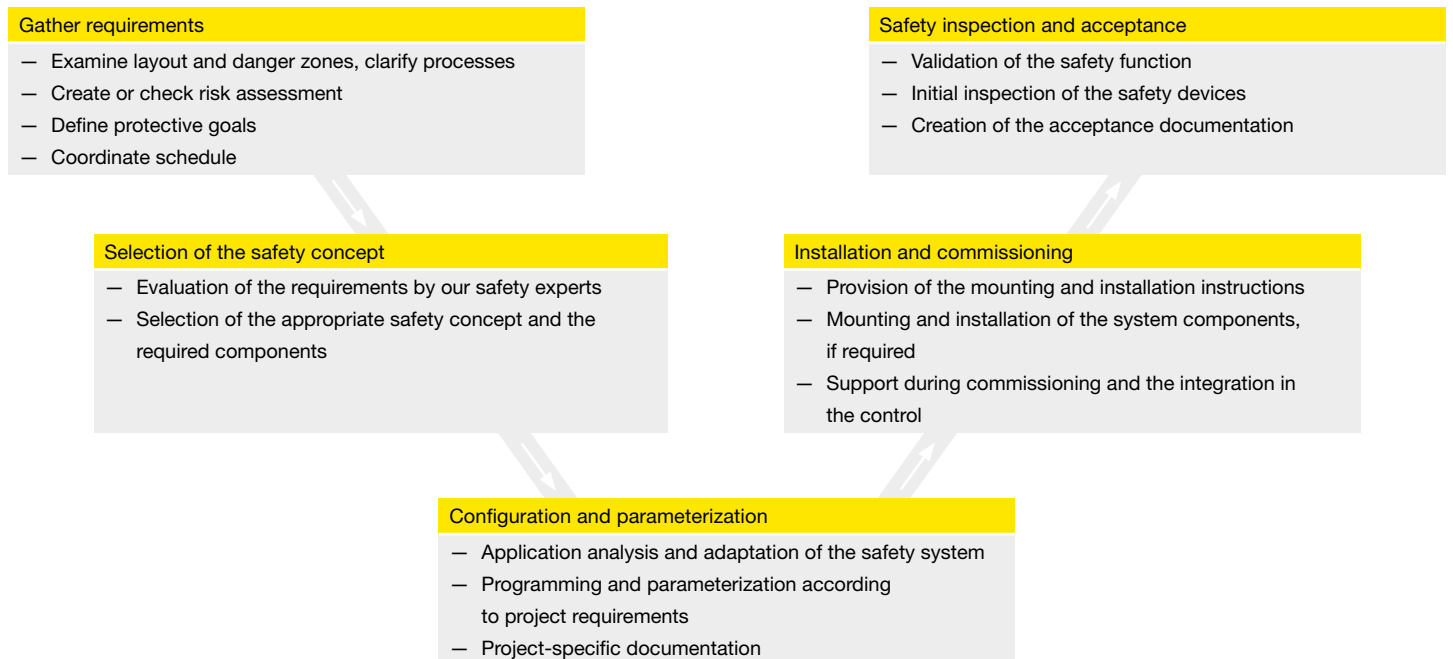 Gather requirements
— Examine layout and danger zones, clarify processes
— Create or check risk assessment
— Define protective goals
— Coordinate schedule
Selection of the safety concept
— Evaluation of the requirements by our safety experts
— Selection of the appropriate safety concept and the
required components
Configuration and parameterization
— Application analysis and adaptation of the safety system
— Programming and parameterization according
to project requirements
— Project-specific documentation
Installation and commissioning
— Provision of the mounting and installation instructions
— Mounting and installation of the system components,
if required
— Support during commissioning and the integration in
the control
Safety inspection and acceptance
— Validation of the safety function
— Initial inspection of the safety devices
— Creation of the acceptance documentation